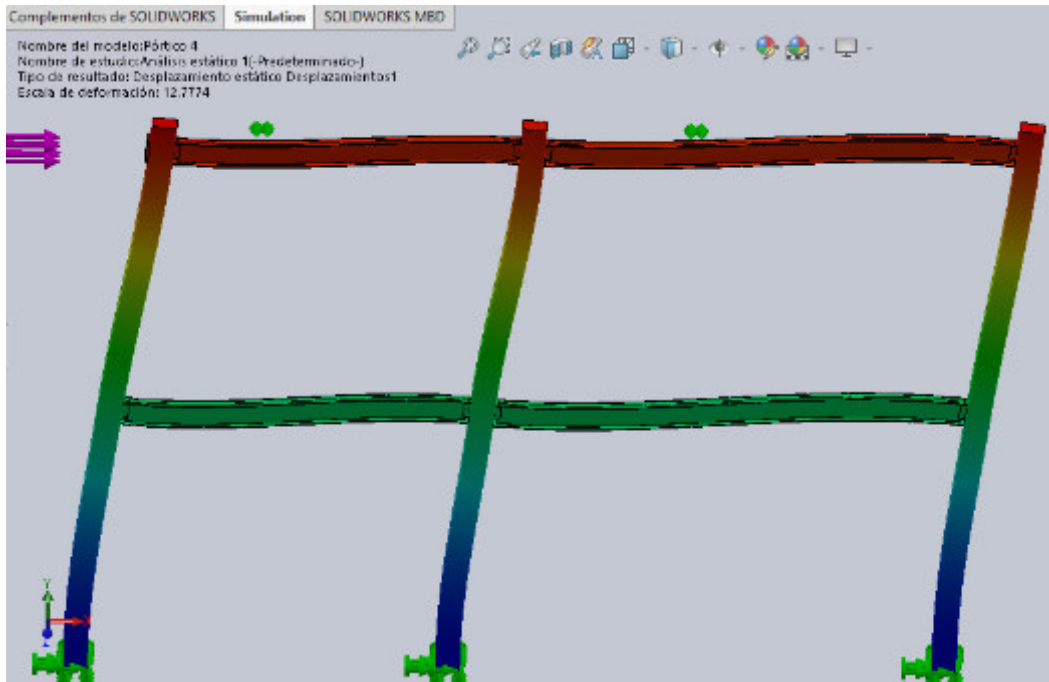 Complementos de SOLIDWORKS Simulation SOLIDWORKS MBD
Nombre del modelo:Pórtico 4
Nombre de estudio:Análisis estático 1(-Predeterminado-)
Tipo de resultado: Desplazamiento estático Desplazamientos1
Escala de deformación: 12.7774
Y